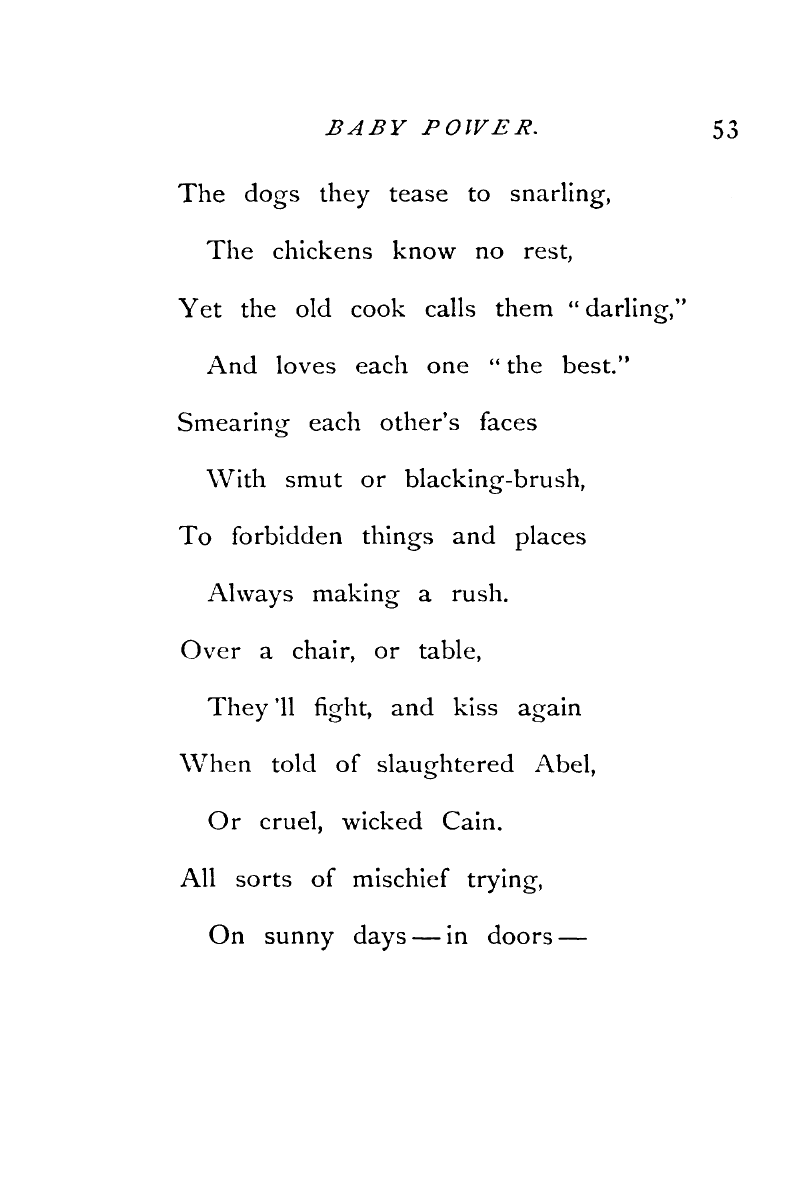 BABY POWER. 53
The dogs they tease to snarling,
The chickens know no rest,
Yet the old cook calls them “darling,”
And loves each one “the best.”
Smearing each other’s faces
With smut or blacking-brush,
To forbidden things and places
Always making a rush.
Over a chair, or table,
They ’ll fight, and kiss again
When told of slaughtered Abel,
Or cruel, wicked Cain.
All sorts of mischief trying,
On sunny days — in doors —